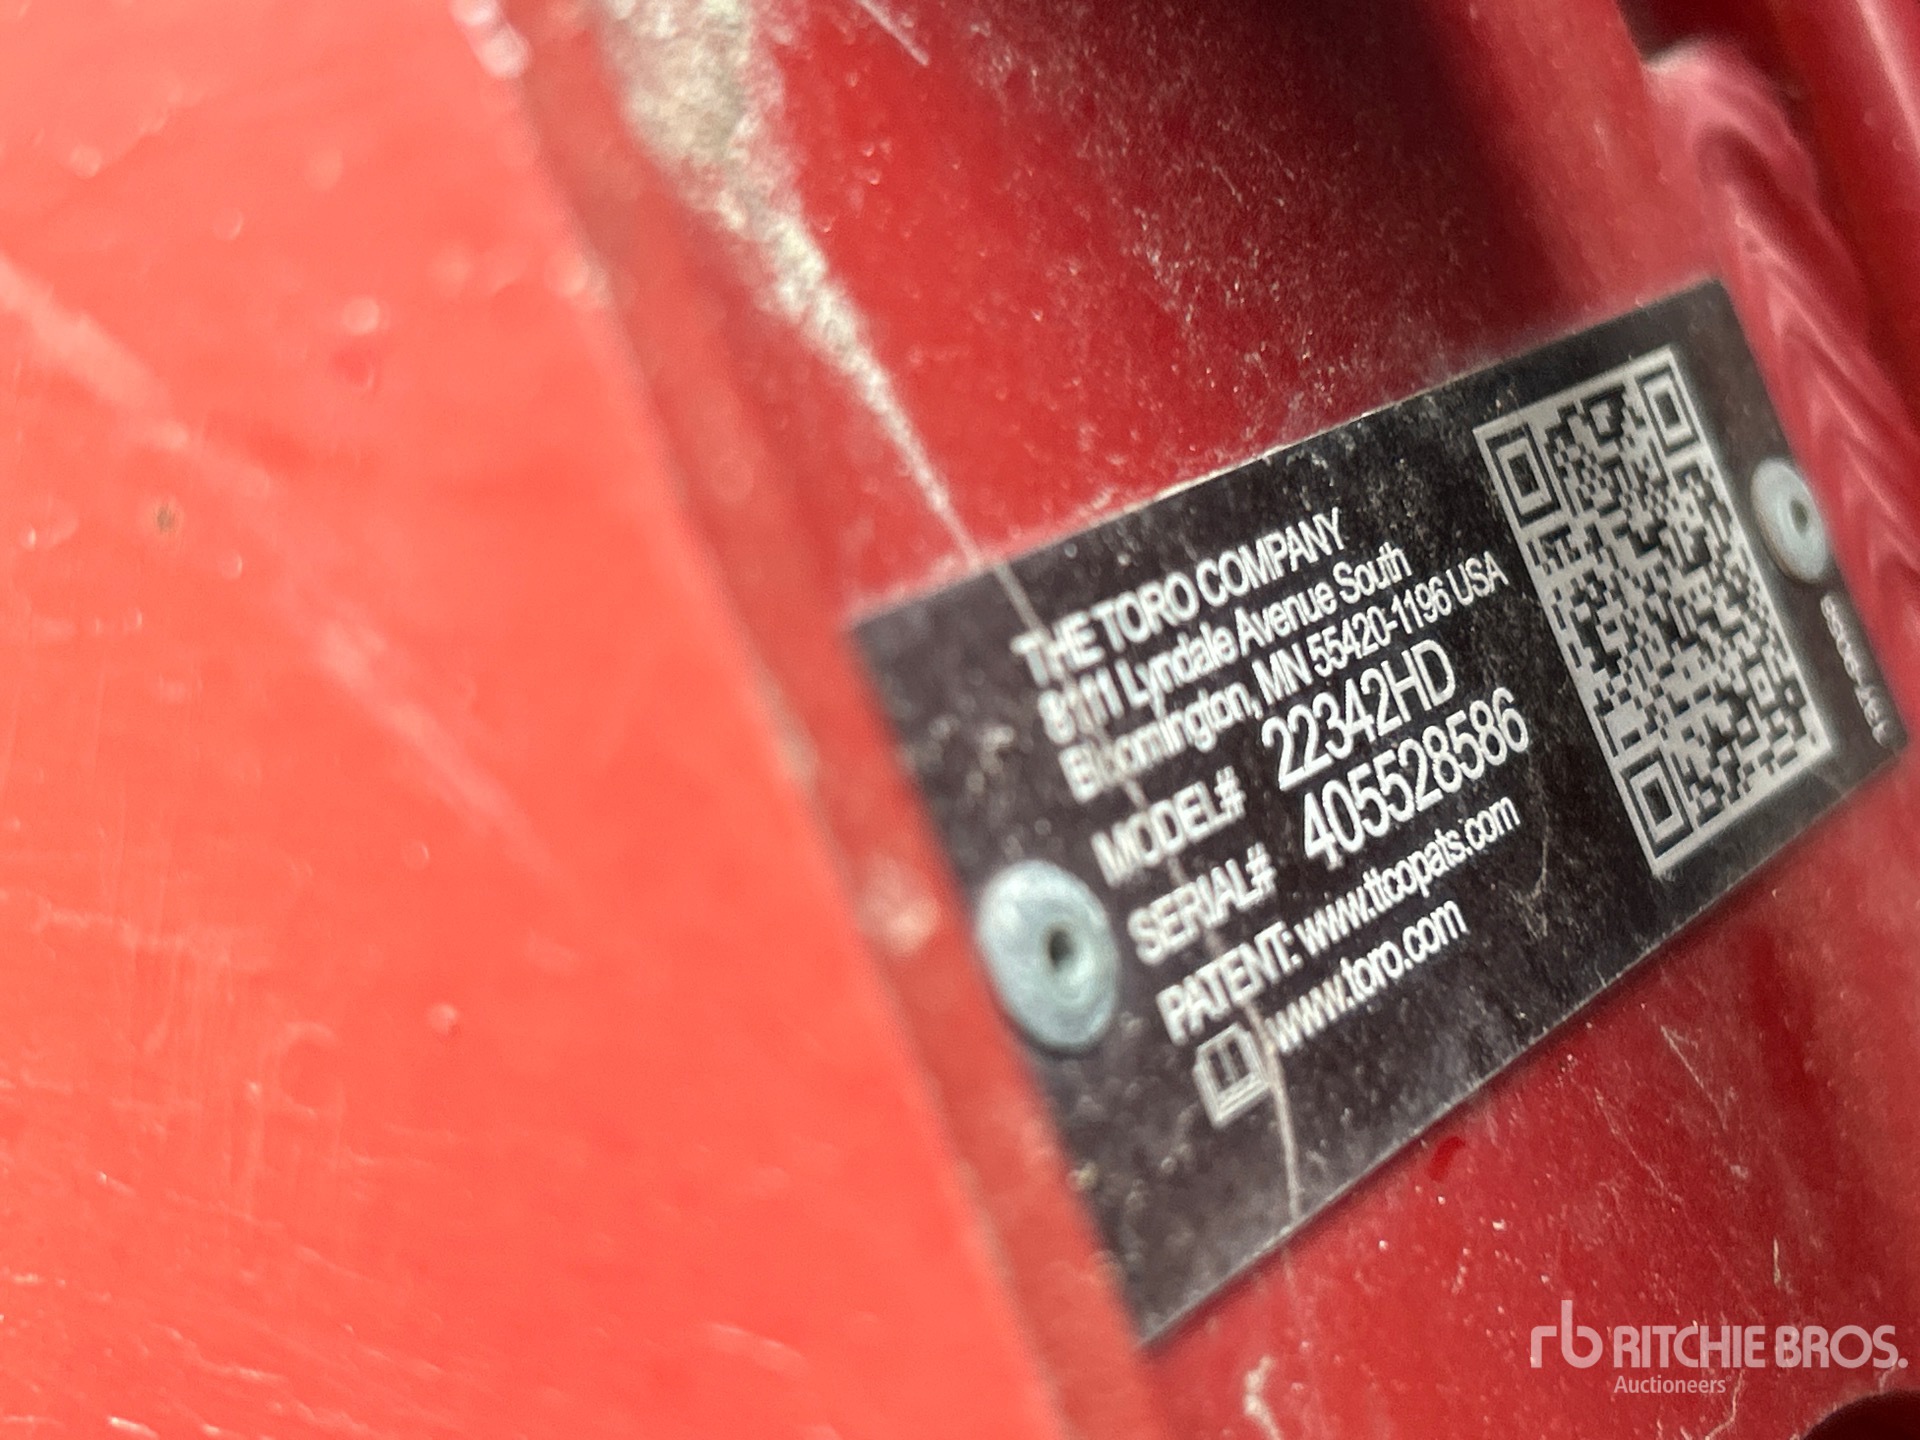 THE TORO COMPANY
8111 Lyndale Avenue South
Bloomington, MN 55420-1196 USA
MODEL# 22342HD
SERIAL# 405528586
PATENT: www.ttcopats.com
www.toro.com
rb RITCHIE BROS.
Auctioneers